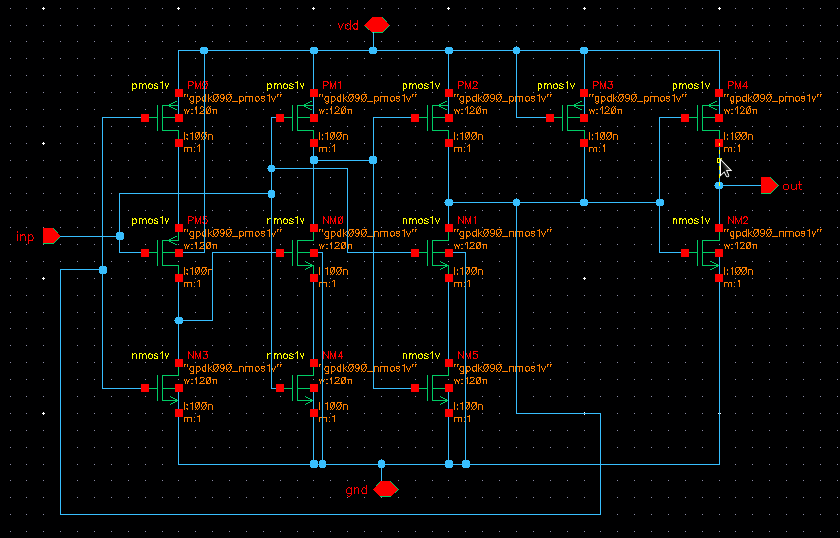 vdd
pmos1v PM0
"gpdk090_pmos1v"
w:120n
l:100n
m:1
pmos1v PM1
"gpdk090_pmos1v"
w:120n
l:100n
m:1
pmos1v PM2
"gpdk090_pmos1v"
w:120n
l:100n
m:1
pmos1v PM3
"gpdk090_pmos1v"
w:120n
l:100n
m:1
pmos1v PM4
"gpdk090_pmos1v"
w:120n
l:100n
m:1
out
inp
pmos1v PM5
"gpdk090_pmos1v"
w:120n
l:100n
m:1
nmos1v NM0
"gpdk090_nmos1v"
w:120n
l:100n
m:1
nmos1v NM1
"gpdk090_nmos1v"
w:120n
l:100n
m:1
nmos1v NM2
"gpdk090_nmos1v"
w:120n
l:100n
m:1
nmos1v NM3
"gpdk090_nmos1v"
w:120n
l:100n
m:1
nmos1v NM4
"gpdk090_nmos1v"
w:120n
l:100n
m:1
nmos1v NM5
"gpdk090_nmos1v"
w:120n
l:100n
m:1
gnd